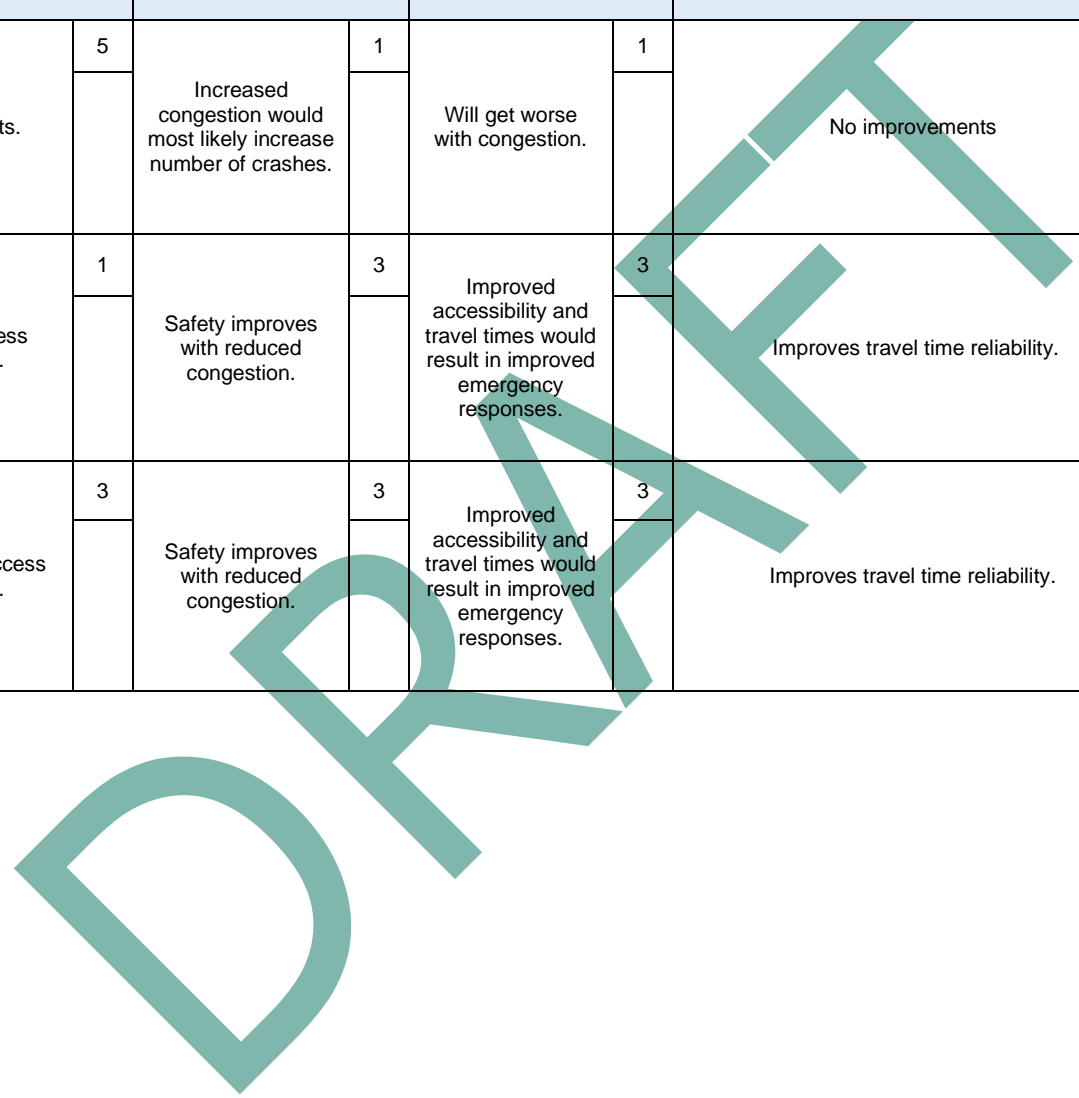 ts.
5
Increased
congestion would
most likely increase
number of crashes.
1
Will get worse
with congestion.
1
No improvements
ess
.
1
Safety improves
with reduced
congestion.
3
Improved
accessibility and
travel times would
result in improved
emergency
responses.
3
Improves travel time reliability.
ccess
.
3
Safety improves
with reduced
congestion.
3
Improved
accessibility and
travel times would
result in improved
emergency
responses.
3
Improves travel time reliability.
DRAFT